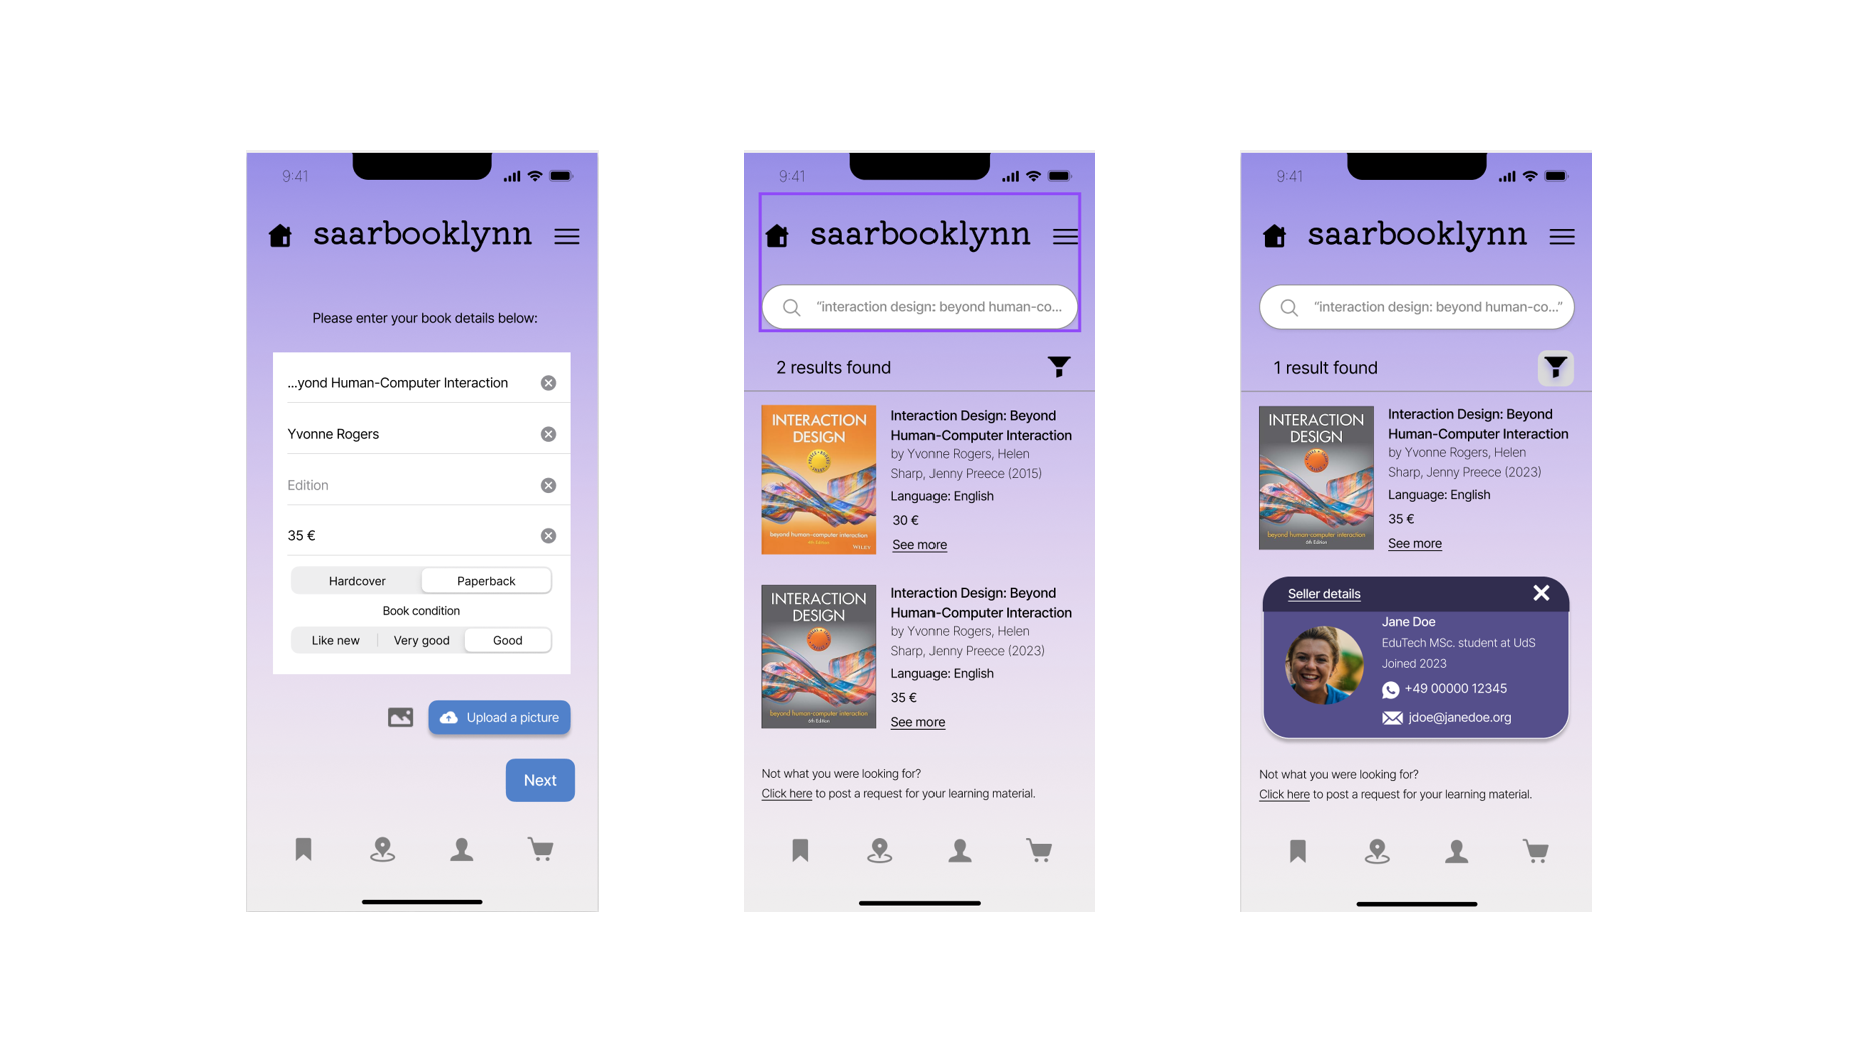 9:41
saarbooklynn
Please enter your book details below:
...yond Human-Computer Interaction
Yvonne Rogers
Edition
35 €
Hardcover Paperback
Book condition
Like new Very good Good
Upload a picture
Next
9:41
saarbooklynn
“interaction design: beyond human-co...
2 results found
INTERACTION
DESIGN
beyond human-computer interaction
WILEY
Interaction Design: Beyond
Human-Computer Interaction
by Yvonne Rogers, Helen
Sharp, Jenny Preece (2015)
Language: English
30 €
See more
INTERACTION
DESIGN
beyond human-computer interaction
6th Edition
Interaction Design: Beyond
Human-Computer Interaction
by Yvonne Rogers, Helen
Sharp, Jenny Preece (2023)
Language: English
35 €
See more
Not what you were looking for?
Click here to post a request for your learning material.
9:41
saarbooklynn
“interaction design: beyond human-co...”
1 result found
INTERACTION
DESIGN
beyond human-computer interaction
6th Edition
Interaction Design: Beyond
Human-Computer Interaction
by Yvonne Rogers, Helen
Sharp, Jenny Preece (2023)
Language: English
35 €
See more
Seller details
Jane Doe
EduTech MSc. student at UdS
Joined 2023
+49 00000 12345
jdoe@janedoe.org
Not what you were looking for?
Click here to post a request for your learning material.